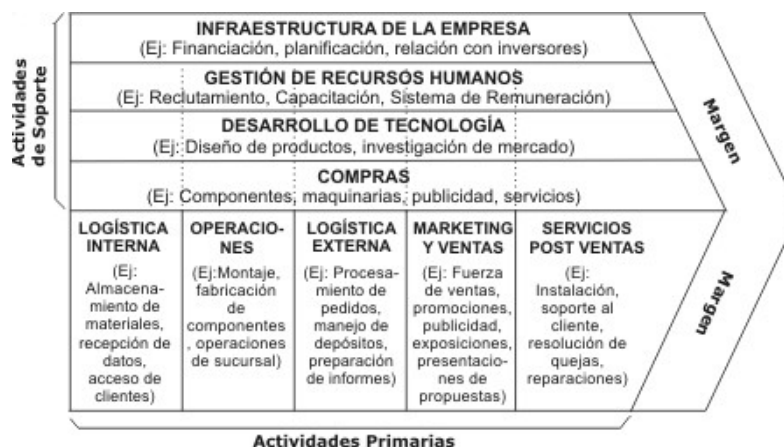 INFRAESTRUCTURA DE LA EMPRESA
(Ej: Financiación, planificación, relación con inversores)
GESTIÓN DE RECURSOS HUMANOS
(Ej: Reclutamiento, Capacitación, Sistema de Remuneración)
DESARROLLO DE TECNOLOGÍA
(Ej: Diseño de productos, investigación de mercado)
COMPRAS
(Ej: Componentes, maquinarias, publicidad, servicios)
Actividades
de Soporte
LOGÍSTICA
INTERNA
(Ej:
Almacena-
miento de
materiales,
recepción de
datos,
acceso de
clientes)
OPERACIO-
NES
(Ej:Montaje,
fabricación
de
componentes
, operaciones
de sucursal)
LOGÍSTICA
EXTERNA
(Ej: Procesa-
miento de
pedidos,
manejo de
depósitos,
preparación
de informes)
MARKETING
Y VENTAS
(Ej: Fuerza
de ventas,
promociones,
publicidad,
exposiciones,
presentacio-
nes de
propuestas)
SERVICIOS
POST VENTAS
(Ej:
Instalación,
soporte al
cliente,
resolución de
quejas,
reparaciones)
Margen
Margen
Actividades Primarias